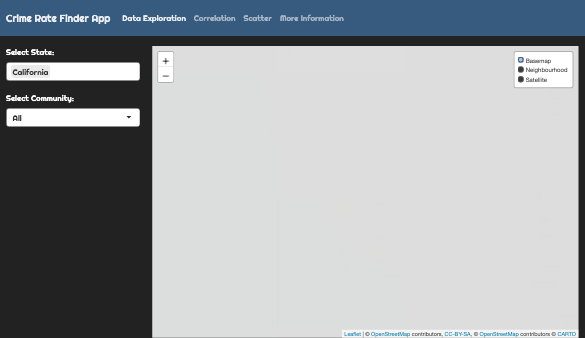 Crime Rate Finder App Data Exploration Correlation Scatter More Information
Select State:
California
Select Community:
All
+
−
Basemap
Neighbourhood
Satellite
Leaflet | © OpenStreetMap contributors, CC-BY-SA, © OpenStreetMap contributors © CARTO